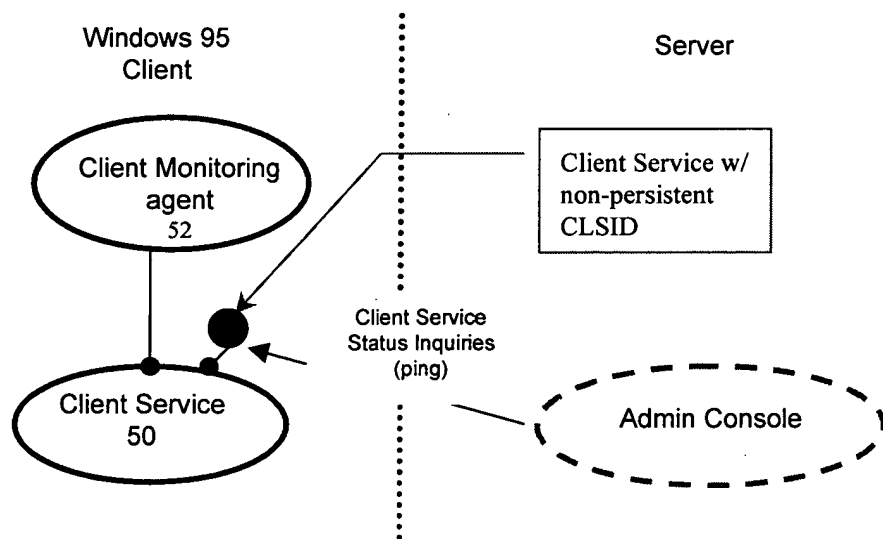 Windows 95
Client
Server
Client Monitoring
agent
52
Client Service w/
non-persistent
CLSID
Client Service
Status Inquiries
(ping)
Client Service
50
Admin Console